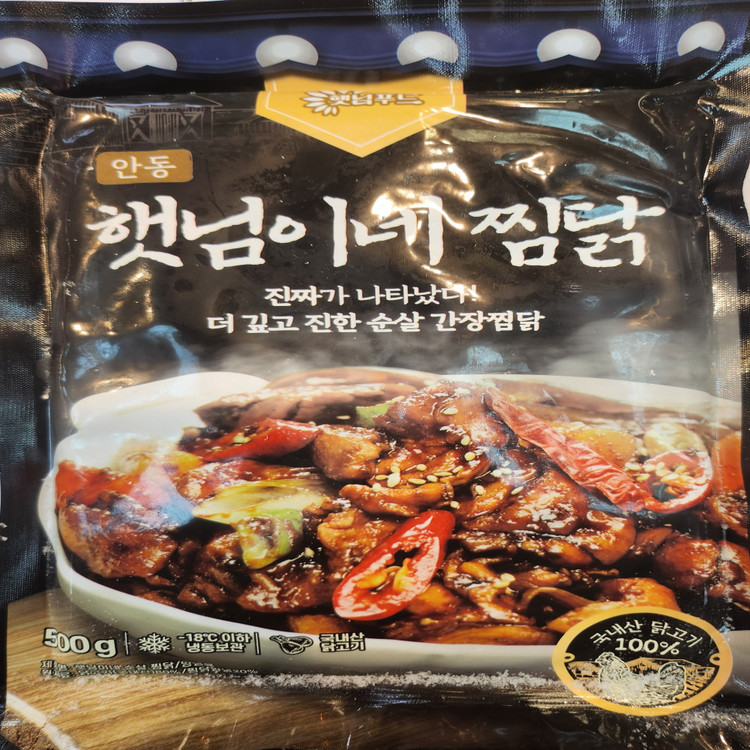 햇님푸드
안동
햇님이네 찜닭
진짜가 나타났다!
더 깊고 진한 순살 간장찜닭
500g
-18℃ 이하
냉동보관
국내산
닭고기
국내산 닭고기
100%